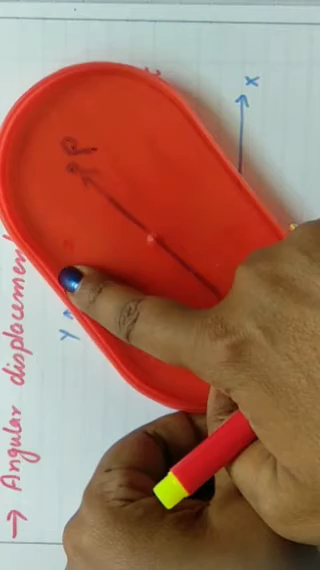 → Angular displacement
Y
P
X